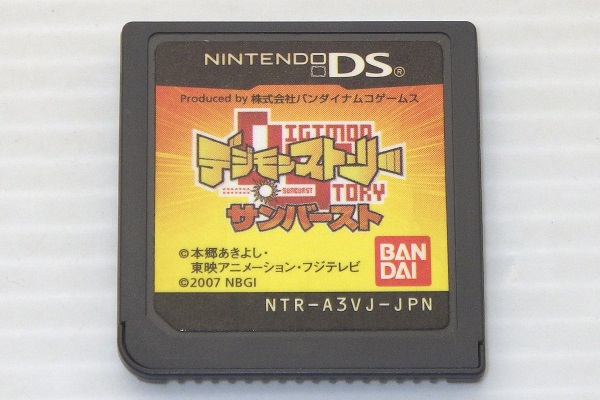 NINTENDO DS®
Produced by 株式会社バンダイナムコゲームス
DIGIMON
デジモンストーリー
SUNBURST
STORY
サンバースト
©本郷あきよし・
東映アニメーション・フジテレビ
©2007 NBGI
BAN
DAI
NTR-A3VJ-JPN